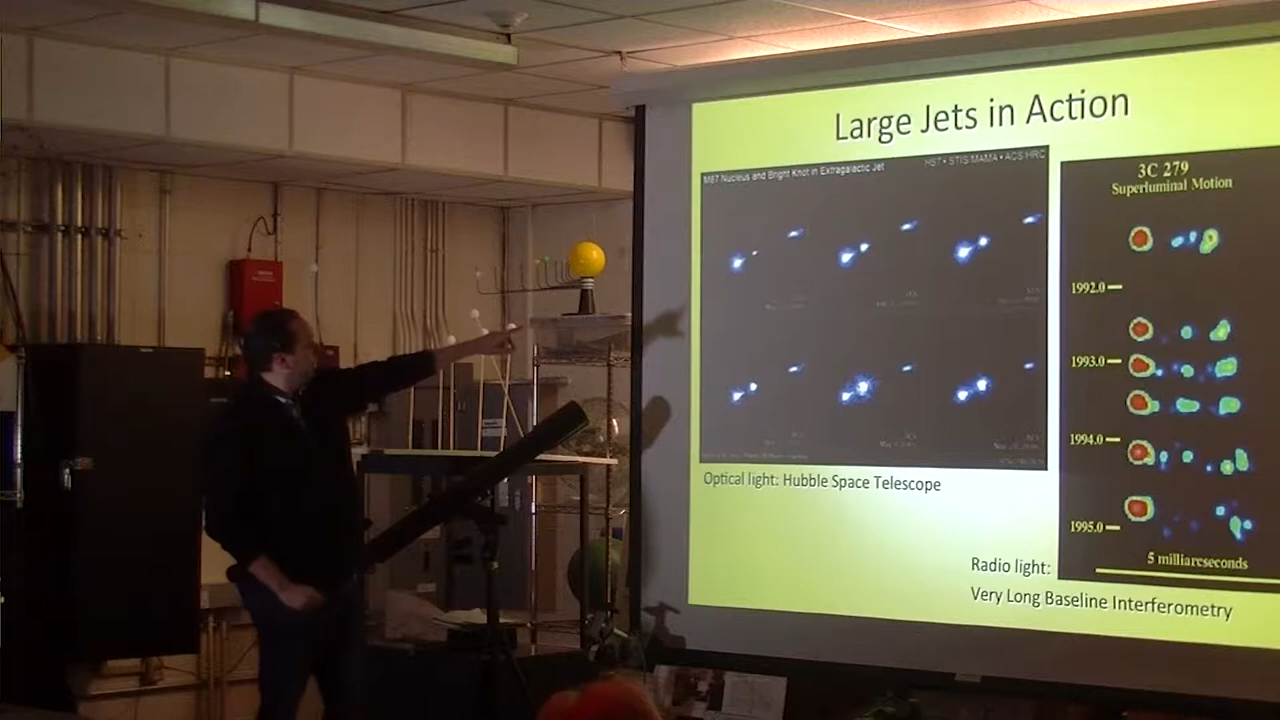 Large Jets in Action
M87 Nucleus and Bright Knot in Extragalactic Jet
HST • STIS MAMA • ACS HRC
3C 279
Superluminal Motion
1992.0
1993.0
1994.0
1995.0
5 milliarcseconds
Optical light: Hubble Space Telescope
Radio light:
Very Long Baseline Interferometry